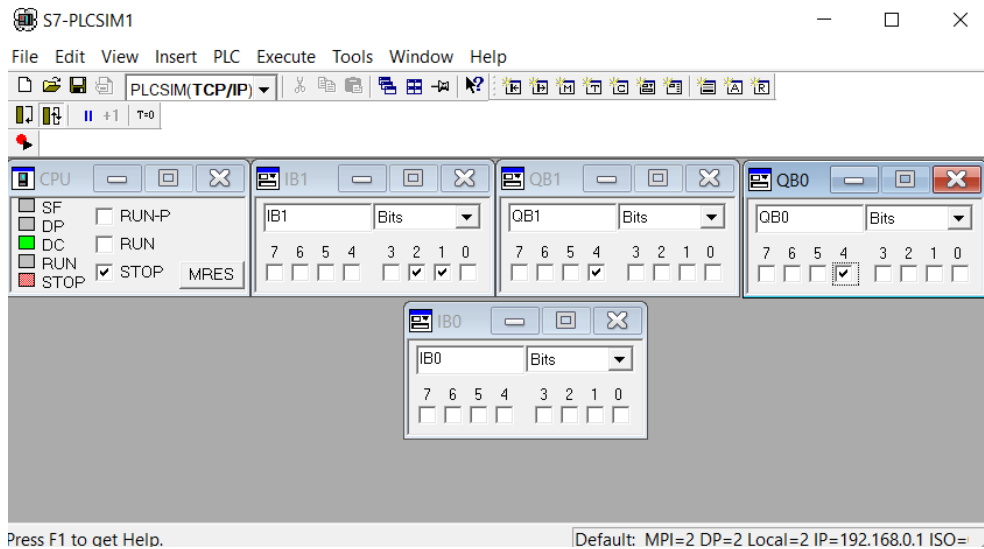 S7-PLCSIM1
File Edit View Insert PLC Execute Tools Window Help
PLCSIM(TCP/IP)
+1 T=0
CPU
SF
DP
DC
RUN
STOP
RUN-P
RUN
STOP
MRES
IB1
IB1 Bits
7 6 5 4 3 2 1 0
QB1
QB1 Bits
7 6 5 4 3 2 1 0
QB0
QB0 Bits
7 6 5 4 3 2 1 0
IB0
IB0 Bits
7 6 5 4 3 2 1 0
Press F1 to get Help.
Default: MPI=2 DP=2 Local=2 IP=192.168.0.1 ISO=